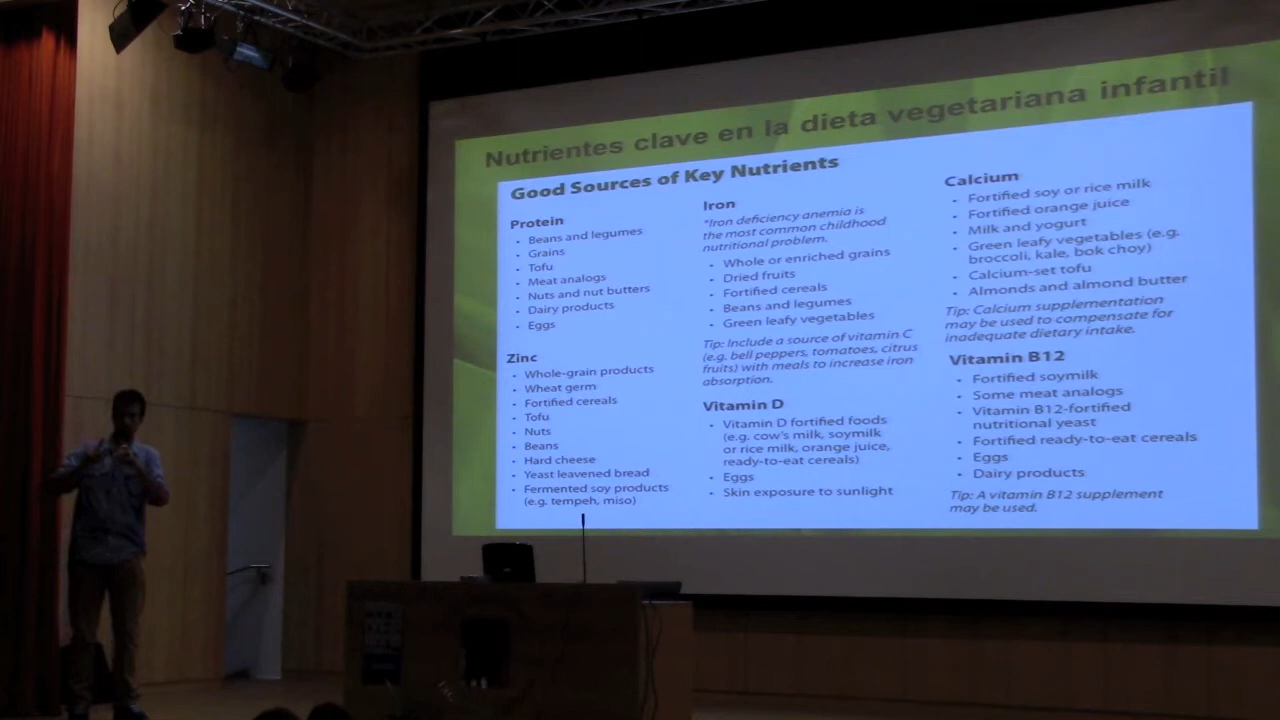 Nutrientes clave en la dieta vegetariana infantil
Good Sources of Key Nutrients
Protein
• Beans and legumes
• Grains
• Tofu
• Meat analogs
• Nuts and nut butters
• Dairy products
• Eggs
Zinc
• Whole-grain products
• Wheat germ
• Fortified cereals
• Tofu
• Nuts
• Beans
• Hard cheese
• Yeast leavened bread
• Fermented soy products
(e.g. tempeh, miso)
Iron
*Iron deficiency anemia is
the most common childhood
nutritional problem.
• Whole or enriched grains
• Dried fruits
• Fortified cereals
• Beans and legumes
• Green leafy vegetables
Tip: Include a source of vitamin C
(e.g. bell peppers, tomatoes, citrus
fruits) with meals to increase iron
absorption.
Vitamin D
• Vitamin D fortified foods
(e.g. cow's milk, soymilk
or rice milk, orange juice,
ready-to-eat cereals)
• Eggs
• Skin exposure to sunlight
Calcium
• Fortified soy or rice milk
• Fortified orange juice
• Milk and yogurt
• Green leafy vegetables (e.g.
broccoli, kale, bok choy)
• Calcium-set tofu
• Almonds and almond butter
Tip: Calcium supplementation
may be used to compensate for
inadequate dietary intake.
Vitamin B12
• Fortified soymilk
• Some meat analogs
• Vitamin B12-fortified
nutritional yeast
• Fortified ready-to-eat cereals
• Eggs
• Dairy products
Tip: A vitamin B12 supplement
may be used.